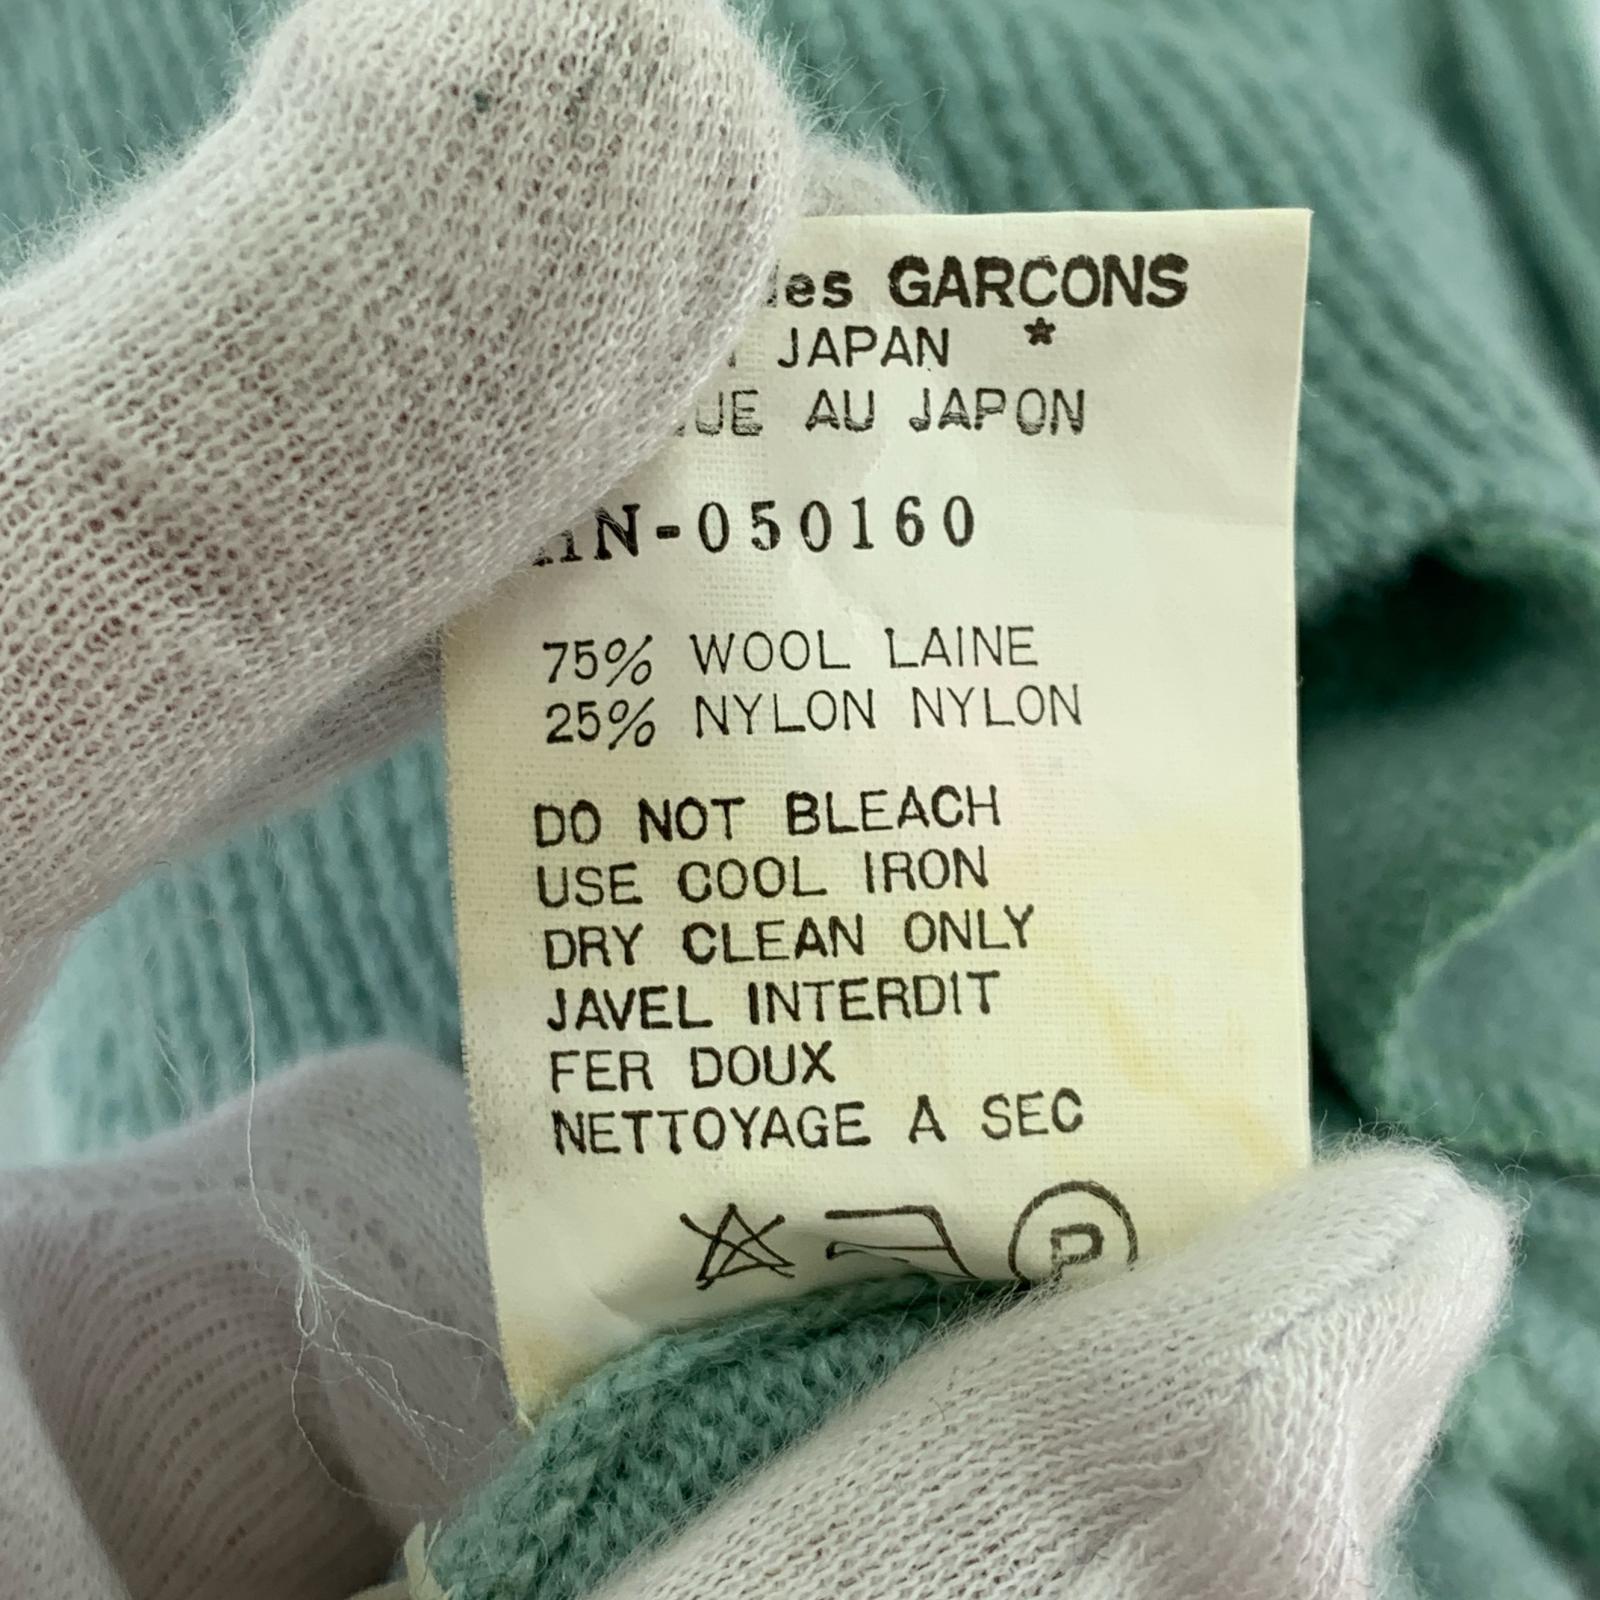 les GARCONS
JAPAN *
AU JAPON
N-050160
75% WOOL LAINE
25% NYLON NYLON
DO NOT BLEACH
USE COOL IRON
DRY CLEAN ONLY
JAVEL INTERDIT
FER DOUX
NETTOYAGE A SEC
P